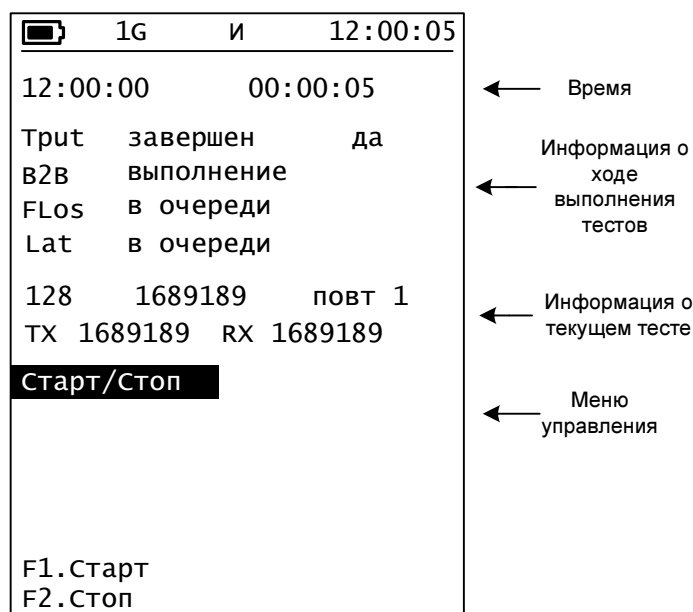 1G И 12:00:05
12:00:00 00:00:05
Время
Tput завершен да
B2B выполнение
FLos в очереди
Lat в очереди
Информация о
ходе
выполнения
тестов
128 1689189 повт 1
TX 1689189 RX 1689189
Информация о
текущем тесте
Старт/Стоп
Меню
управления
F1.Старт
F2.Стоп